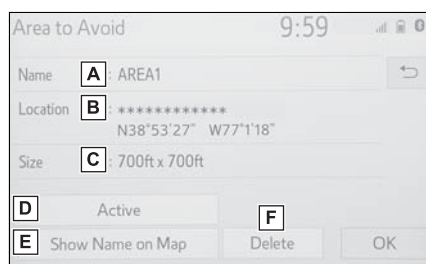 Area to Avoid 9:59 0
Name A : AREA1
Location B : ************
N38°53'27" W77°1'18"
Size C : 700ft x 700ft
D Active
F
E Show Name on Map Delete OK